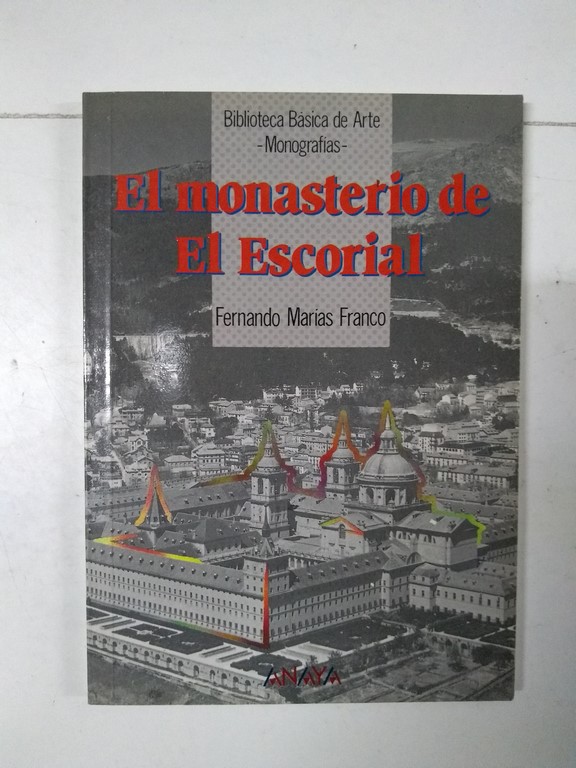 Biblioteca Básica de Arte
-Monografías-
El monasterio de
El Escorial
Fernando Marías Franco
ANAYA